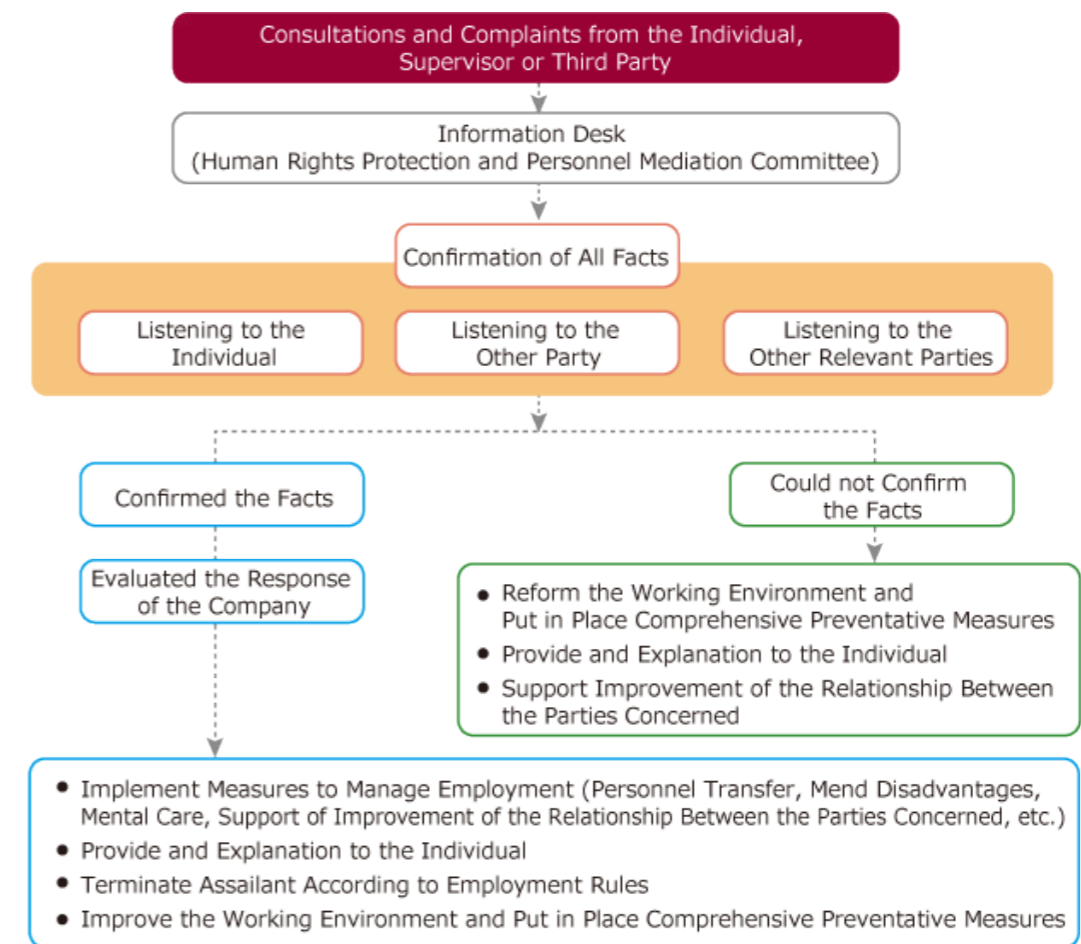 Consultations and Complaints from the Individual,
Supervisor or Third Party
Information Desk
(Human Rights Protection and Personnel Mediation Committee)
Confirmation of All Facts
Listening to the
Individual
Listening to the
Other Party
Listening to the
Other Relevant Parties
Confirmed the Facts
Could not Confirm
the Facts
Evaluated the Response
of the Company
• Reform the Working Environment and
Put in Place Comprehensive Preventative Measures
• Provide and Explanation to the Individual
• Support Improvement of the Relationship Between
the Parties Concerned
• Implement Measures to Manage Employment (Personnel Transfer, Mend Disadvantages,
Mental Care, Support of Improvement of the Relationship Between the Parties Concerned, etc.)
• Provide and Explanation to the Individual
• Terminate Assailant According to Employment Rules
• Improve the Working Environment and Put in Place Comprehensive Preventative Measures